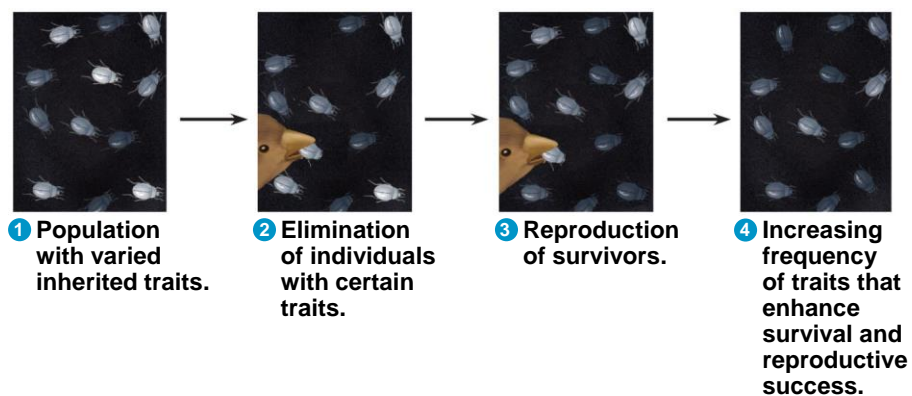 1 Population
with varied
inherited traits.
2 Elimination
of individuals
with certain
traits.
3 Reproduction
of survivors.
4 Increasing
frequency
of traits that
enhance
survival and
reproductive
success.